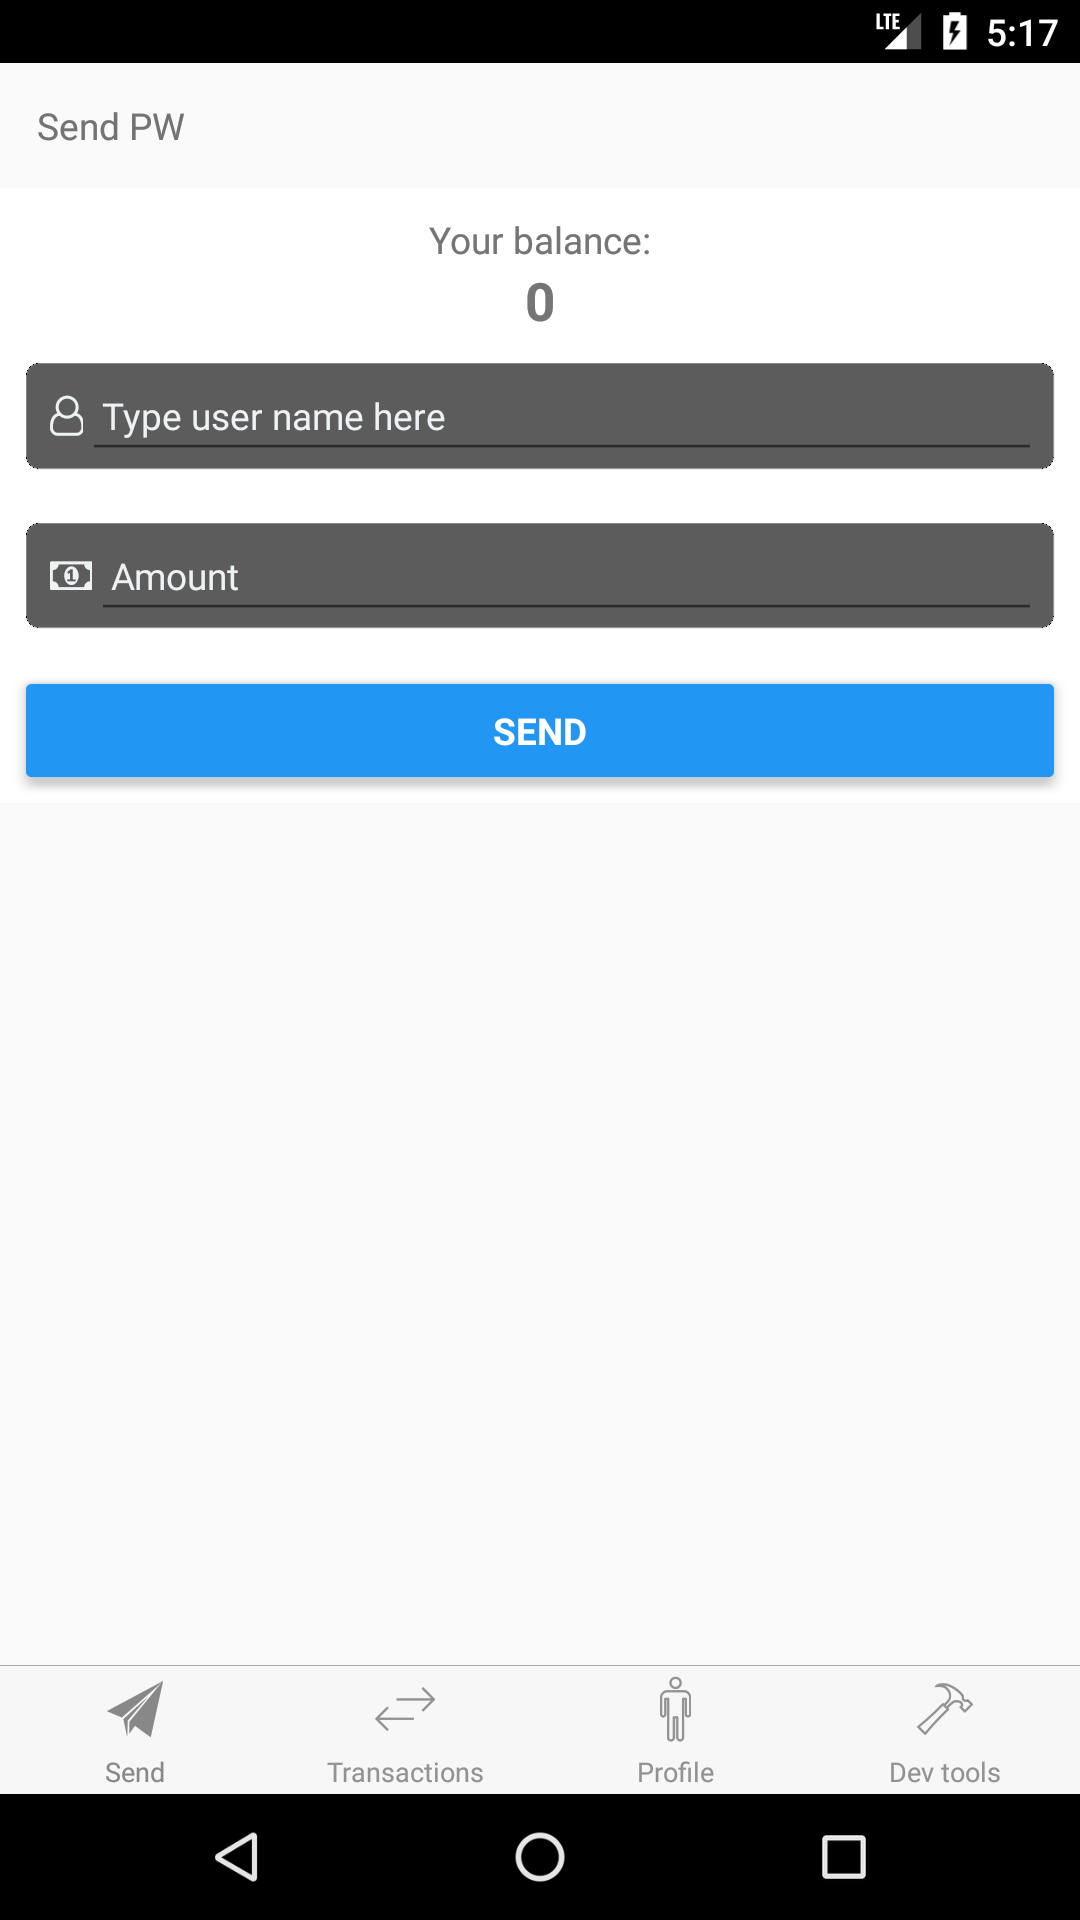 LTE 5:17
Send PW
Your balance:
0
Type user name here
1 Amount
SEND
Send Transactions Profile Dev tools